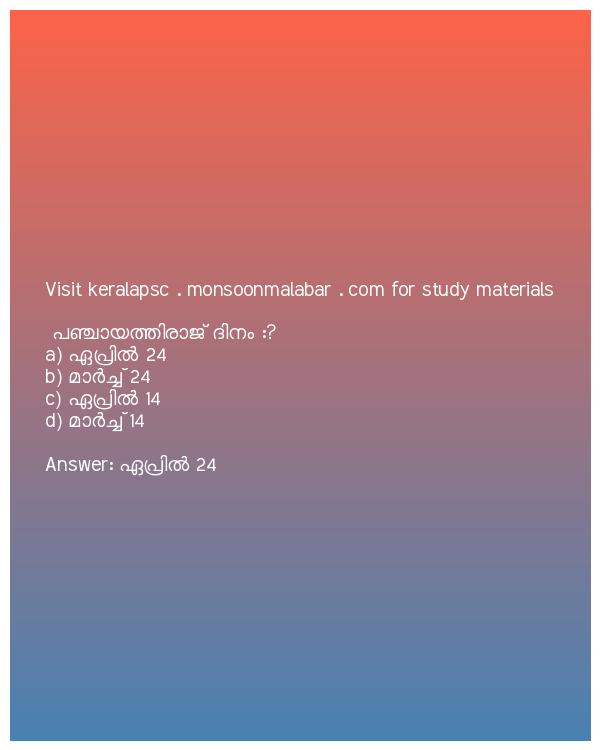 Visit keralapsc . monsoonmalabar . com for study materials
പഞ്ചായത്തിരാജ് ദിനം :?
a) ഏപ്രിൽ 24
b) മാർച്ച് 24
c) ഏപ്രിൽ 14
d) മാർച്ച് 14
Answer: ഏപ്രിൽ 24